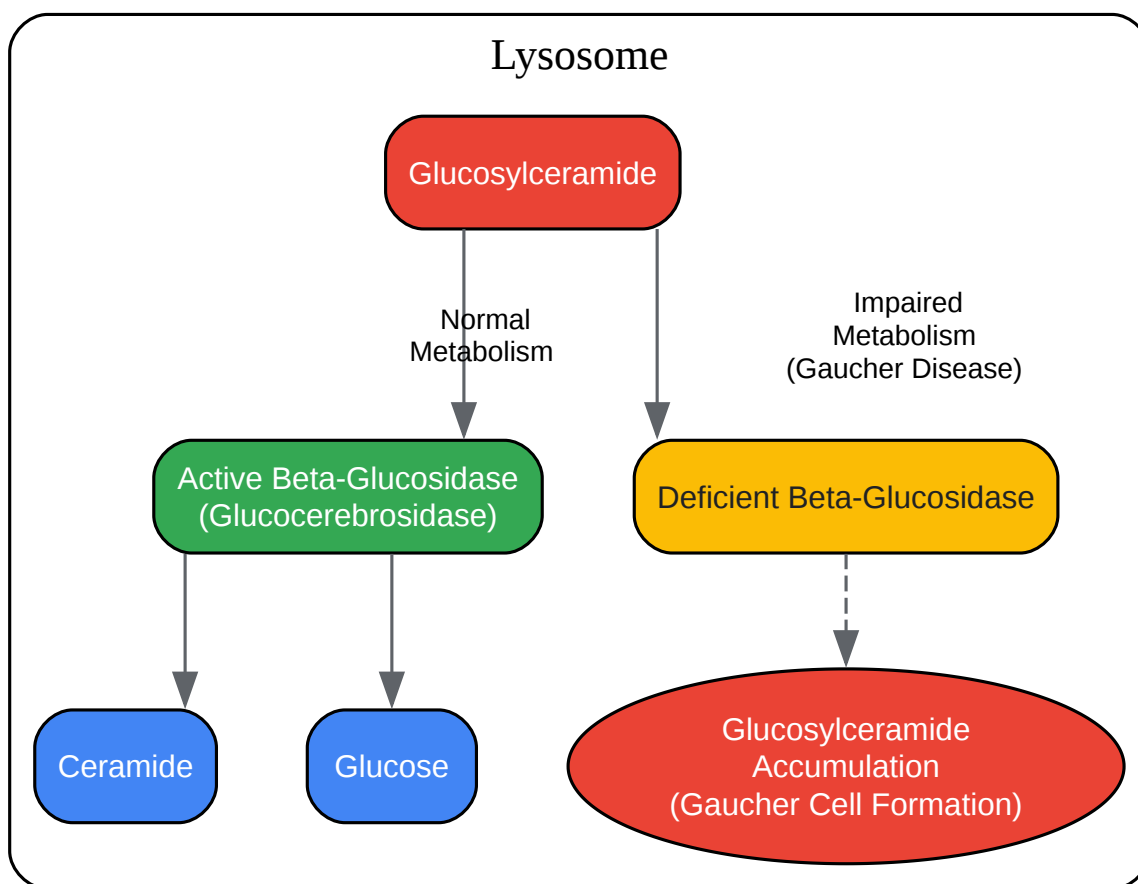 Lysosome
Glucosylceramide
Normal
Metabolism
Impaired
Metabolism
(Gaucher Disease)
Active Beta-Glucosidase
(Glucocerebrosidase)
Deficient Beta-Glucosidase
Ceramide
Glucose
Glucosylceramide
Accumulation
(Gaucher Cell Formation)